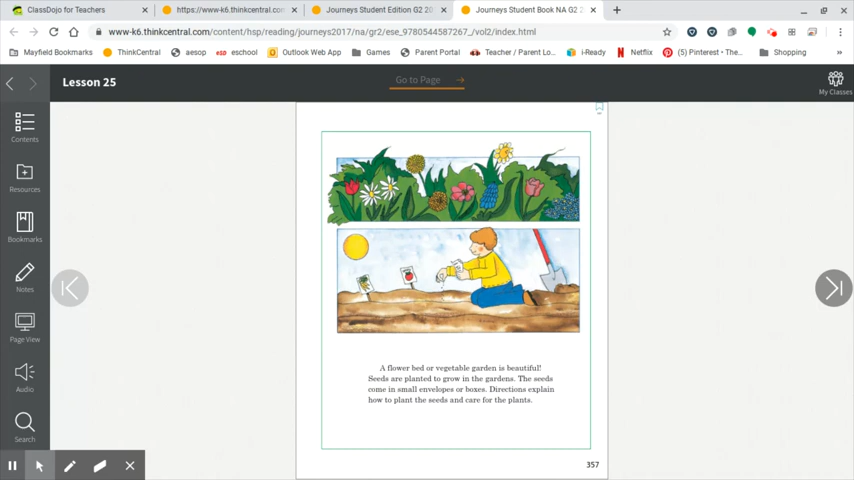 ClassDojo for Teachers
https://www-k6.thinkcentral.com/
Journeys Student Edition G2 20
Journeys Student Book NA G2 2
www-k6.thinkcentral.com/content/hsp/reading/journeys2017/na/gr2/ese_9780544587267_/vol2/index.html
Mayfield Bookmarks
ThinkCentral
aesop
eschool
Outlook Web App
Games
Parent Portal
Teacher / Parent Lo...
i-Ready
Netflix
(5) Pinterest • The...
Shopping
Lesson 25
Go to Page
My Classes
Contents
Resources
Bookmarks
Notes
Page View
Audio
Search
A flower bed or vegetable garden is beautiful!
Seeds are planted to grow in the gardens. The seeds
come in small envelopes or boxes. Directions explain
how to plant the seeds and care for the plants.
357